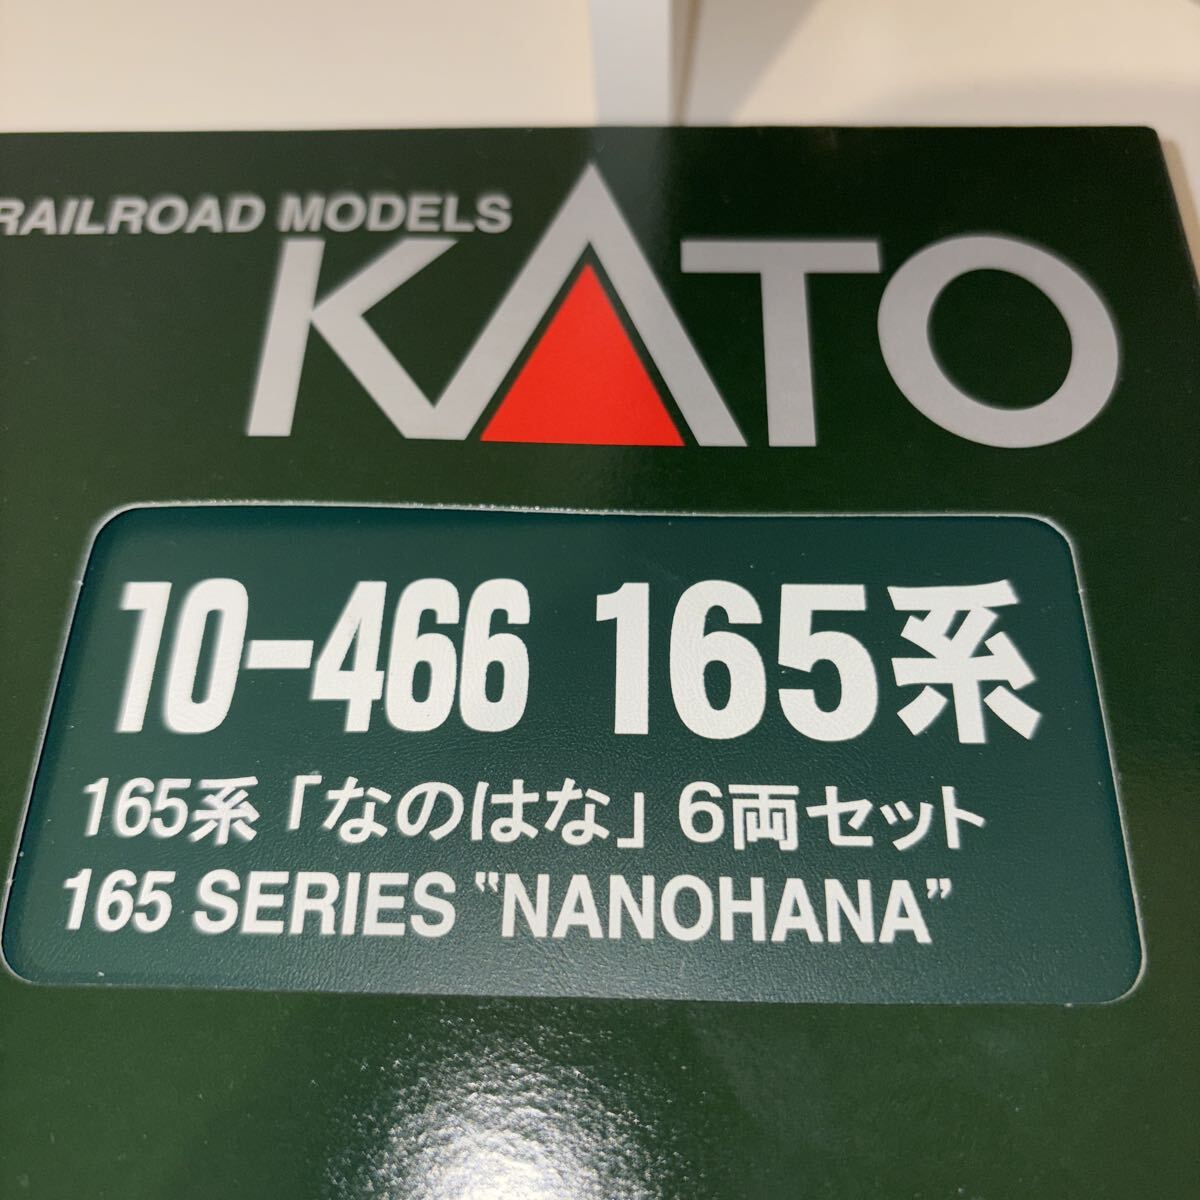 RAILROAD MODELS
KATO
10-466 165系
165系「なのはな」6両セット
165 SERIES “NANOHANA”